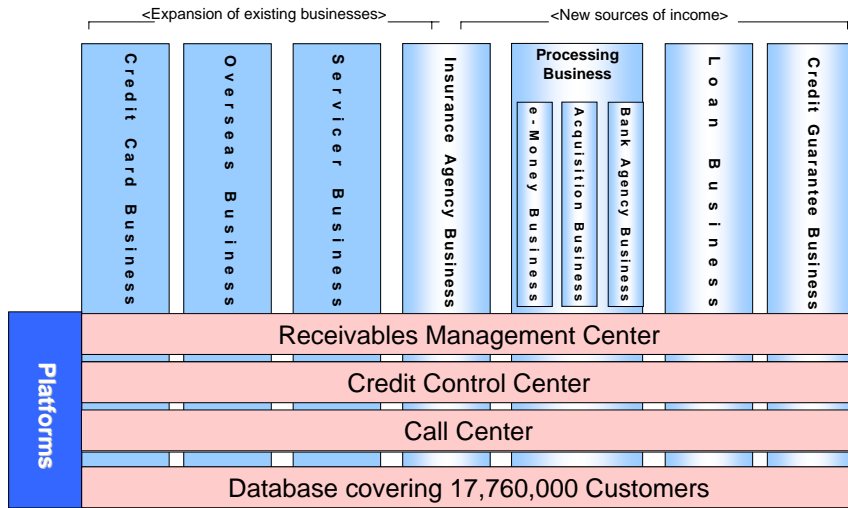 <Expansion of existing businesses>
<New sources of income>
Credit Card Business
Overseas Business
Servicer Business
Insurance Agency Business
Processing
Business
e-Money Business
Acquisition Business
Bank Agency Business
Loan Business
Credit Guarantee Business
Platforms
Receivables Management Center
Credit Control Center
Call Center
Database covering 17,760,000 Customers